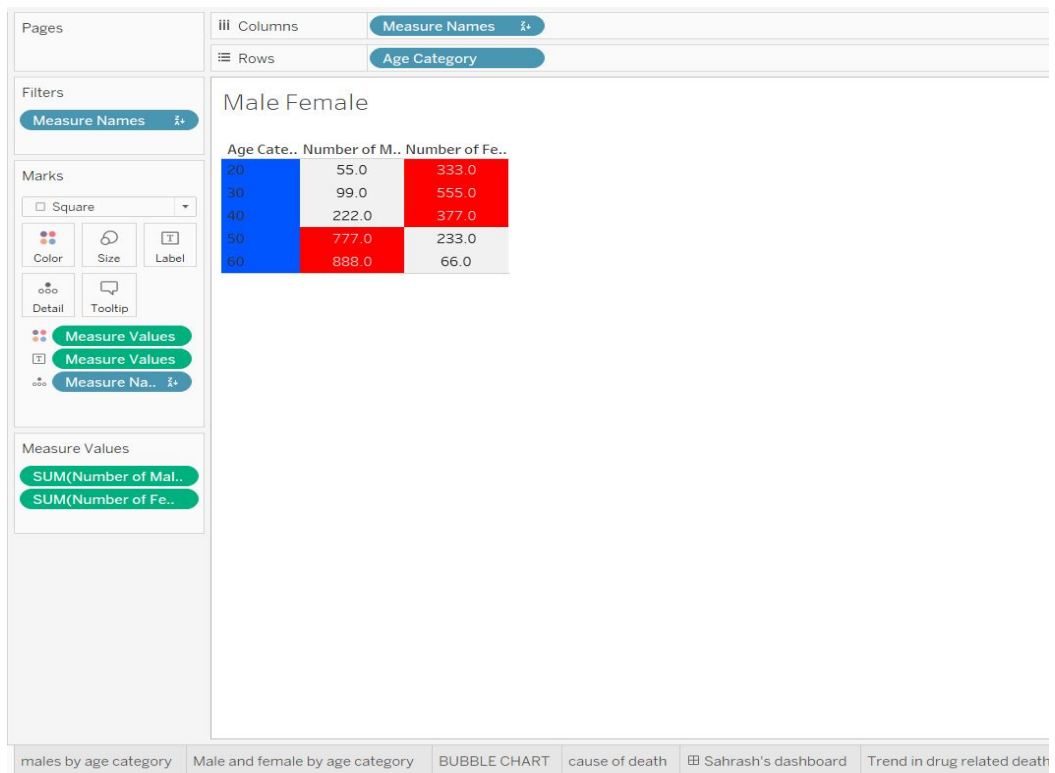 Pages
iii Columns Measure Names
Rows Age Category
Filters
Measure Names
Male Female
Age Cate.. Number of M.. Number of Fe..
20 55.0 333.0
30 99.0 555.0
40 222.0 377.0
50 777.0 233.0
60 888.0 66.0
Marks
Square
Color Size Label
Detail Tooltip
Measure Values
Measure Values
Measure Na..
Measure Values
SUM(Number of Mal..
SUM(Number of Fe..
males by age category Male and female by age category BUBBLE CHART cause of death Sahrash's dashboard Trend in drug related death